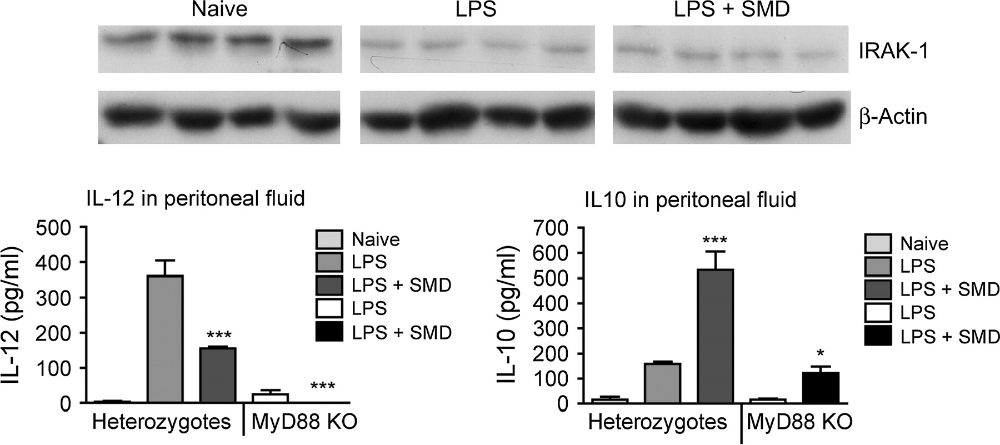 Naive LPS LPS + SMD
IRAK-1
β-Actin
IL-12 in peritoneal fluid
IL-12 (pg/ml)
500
400
300
200
100
0
***
***
Naive
LPS
LPS + SMD
LPS
LPS + SMD
Heterozygotes MyD88 KO
IL10 in peritoneal fluid
IL-10 (pg/ml)
700
600
500
400
300
200
100
0
***
*
Naive
LPS
LPS + SMD
LPS
LPS + SMD
Heterozygotes MyD88 KO